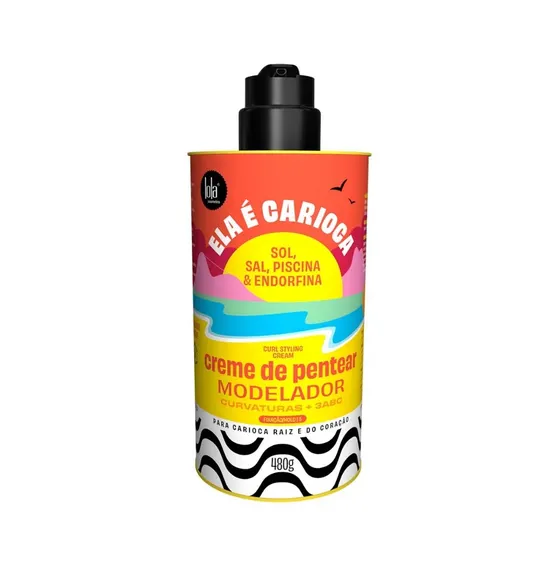 lola
ELA É CARIOCA
SOL,
SAL, PISCINA
& ENDORFINA
CURL STYLING
CREAM
creme de pentear
MODELADOR
CURVATURAS + 3ABC
PARA CARIOCA RAIZ E DO CORAÇÃO
480g